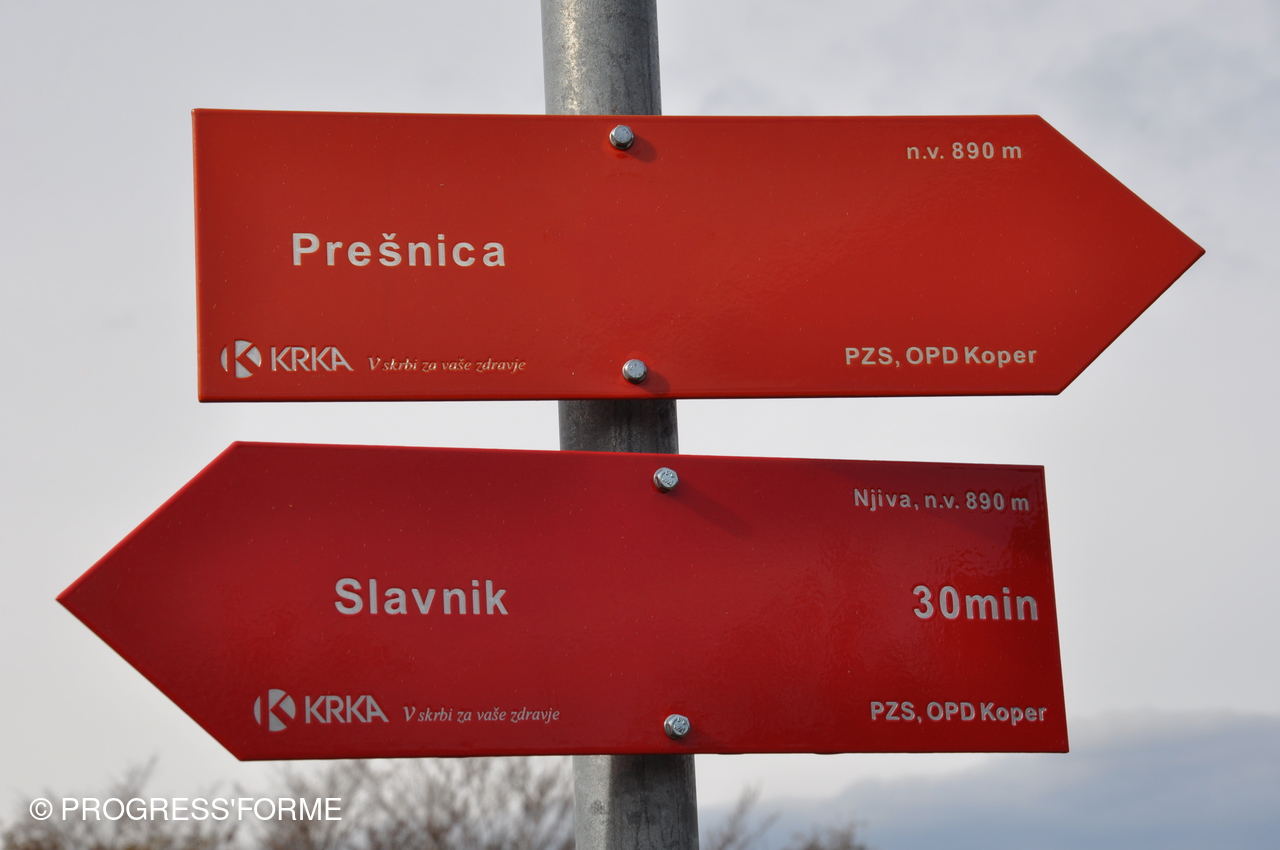 n.v. 890 m
Prešnica
KRKA V skrbi za vaše zdravje
PZS, OPD Koper
Njiva, n.v. 890 m
Slavnik 30min
KRKA V skrbi za vaše zdravje
PZS, OPD Koper
© PROGRESS'FORME